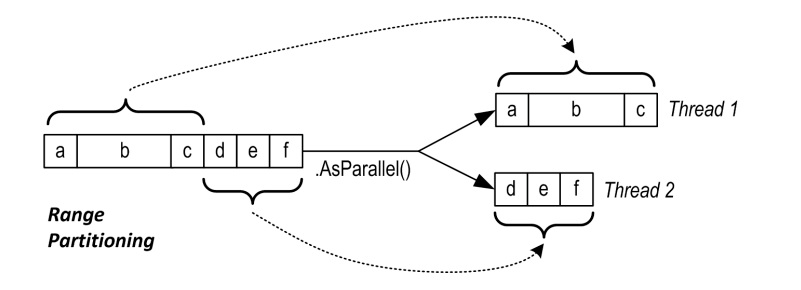 a b c Thread 1
a b c d e f
.AsParallel()
d e f Thread 2
Range
Partitioning